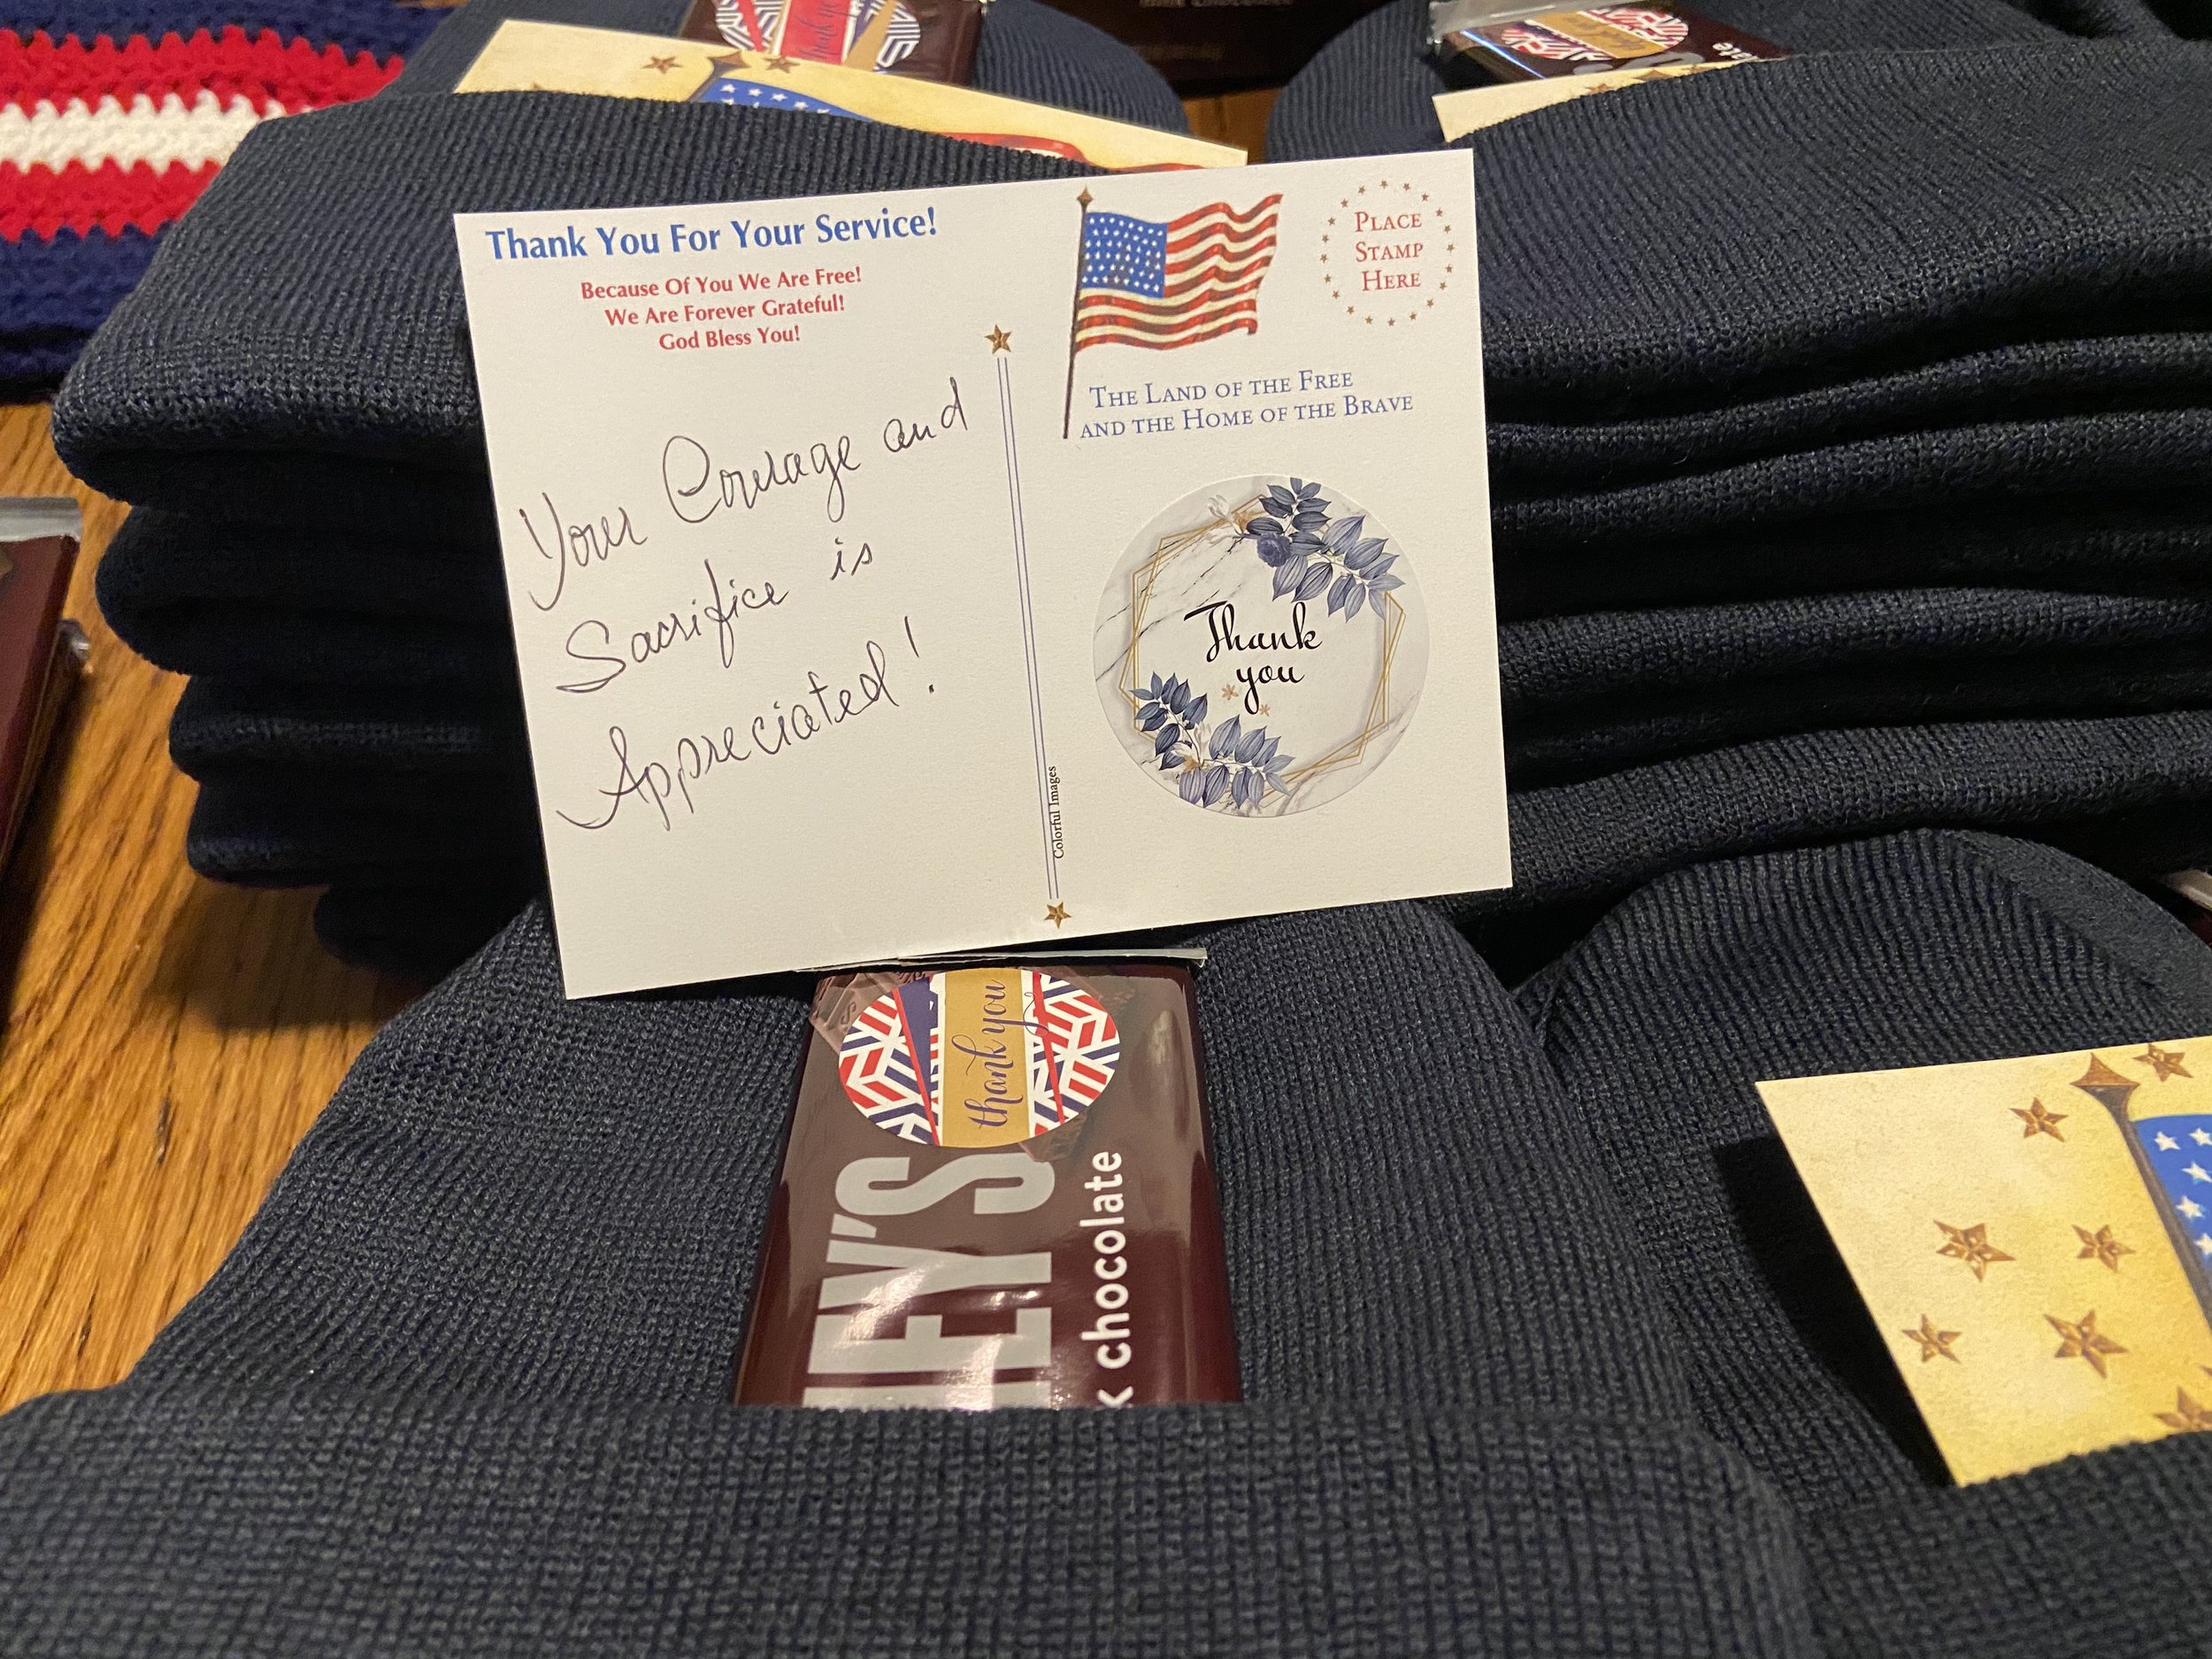 Thank You For Your Service!
Because Of You We Are Free!
We Are Forever Grateful!
God Bless You!
Your Courage and
Sacrifice is
Appreciated!
PLACE
STAMP
HERE
THE LAND OF THE FREE
AND THE HOME OF THE BRAVE
Thank
you
Colorful Images
thank you
HEY'S
k chocolate